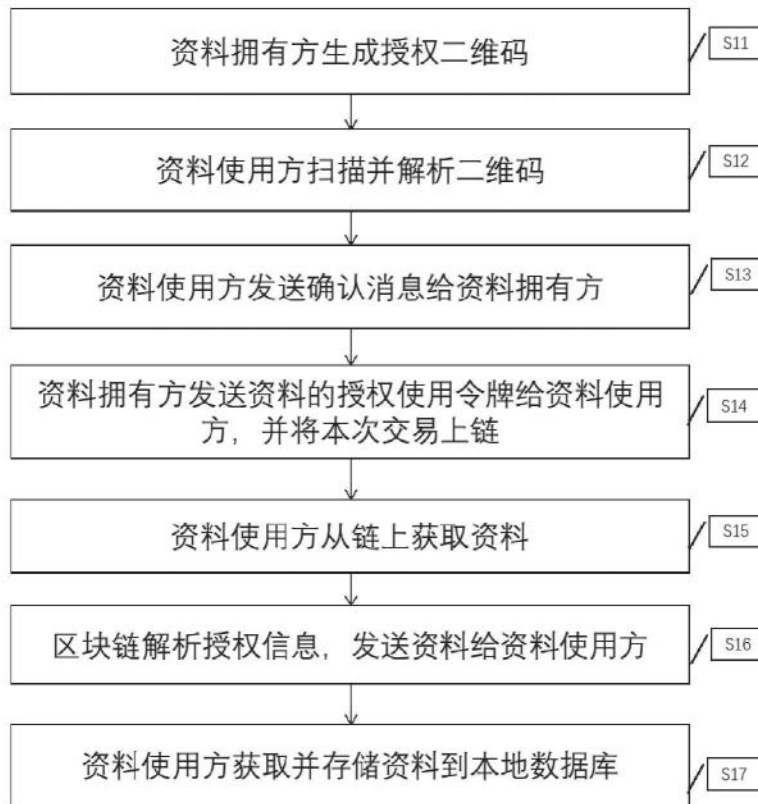 资料拥有方生成授权二维码
S11
资料使用方扫描并解析二维码
S12
资料使用方发送确认消息给资料拥有方
S13
资料拥有方发送资料的授权使用令牌给资料使用
方，并将本次交易上链
S14
资料使用方从链上获取资料
S15
区块链解析授权信息，发送资料给资料使用方
S16
资料使用方获取并存储资料到本地数据库
S17